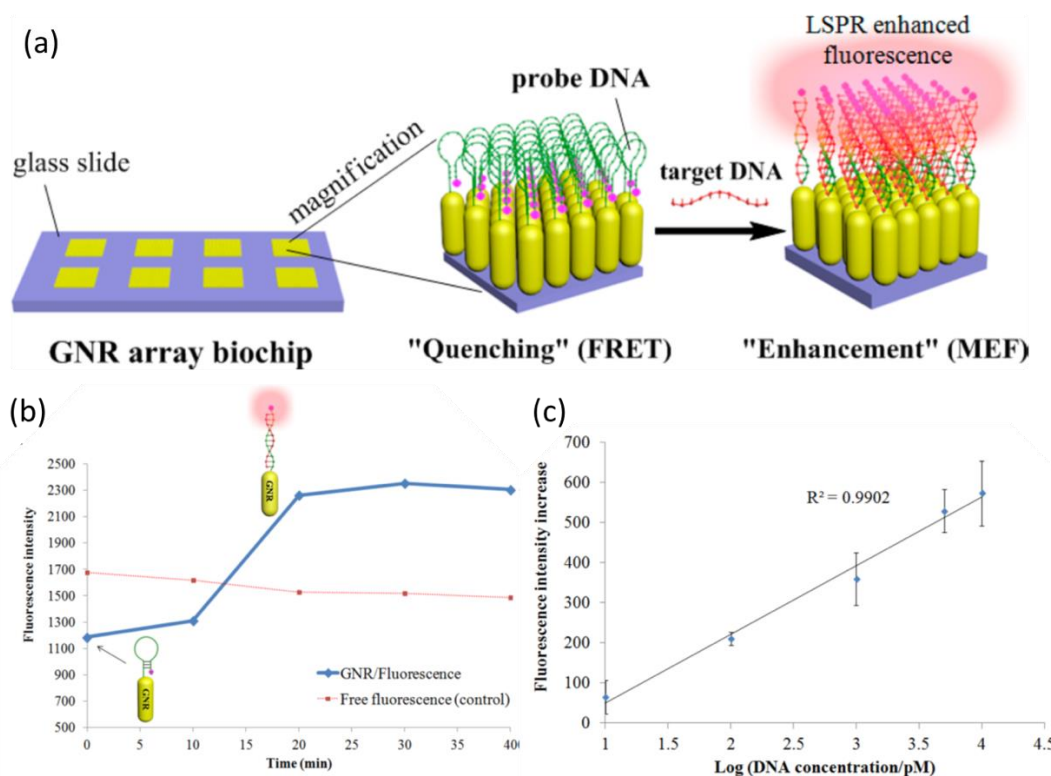 (a)
LSPR enhanced
fluorescence
probe DNA
glass slide
magnification
target DNA
GNR array biochip
"Quenching" (FRET)
"Enhancement" (MEF)
(b)
2500
2300
2100
1900
1700
1500
1300
1100
900
700
500
Fluorescence intensity
GNR
GNR
GNR/Fluorescence
Free fluorescence (control)
0
5
10
15
20
25
30
35
400
Time (min)
(c)
700
600
500
400
300
200
100
0
Fluorescence intensity increase
R² = 0.9902
1
1.5
2
2.5
3
3.5
4
4.5
Log (DNA concentration/pM)